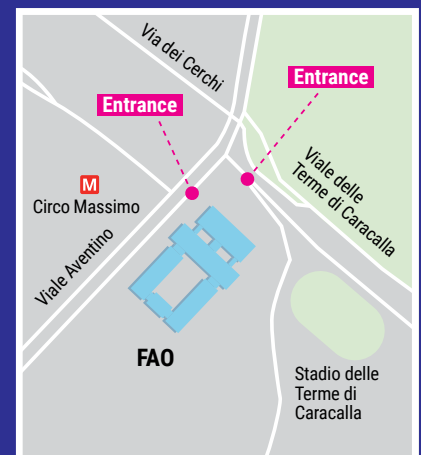 Via dei Cerchi
Entrance
Entrance
M
Circo Massimo
Viale delle
Terme di Caracalla
Viale Aventino
FAO
Stadio delle
Terme di
Caracalla